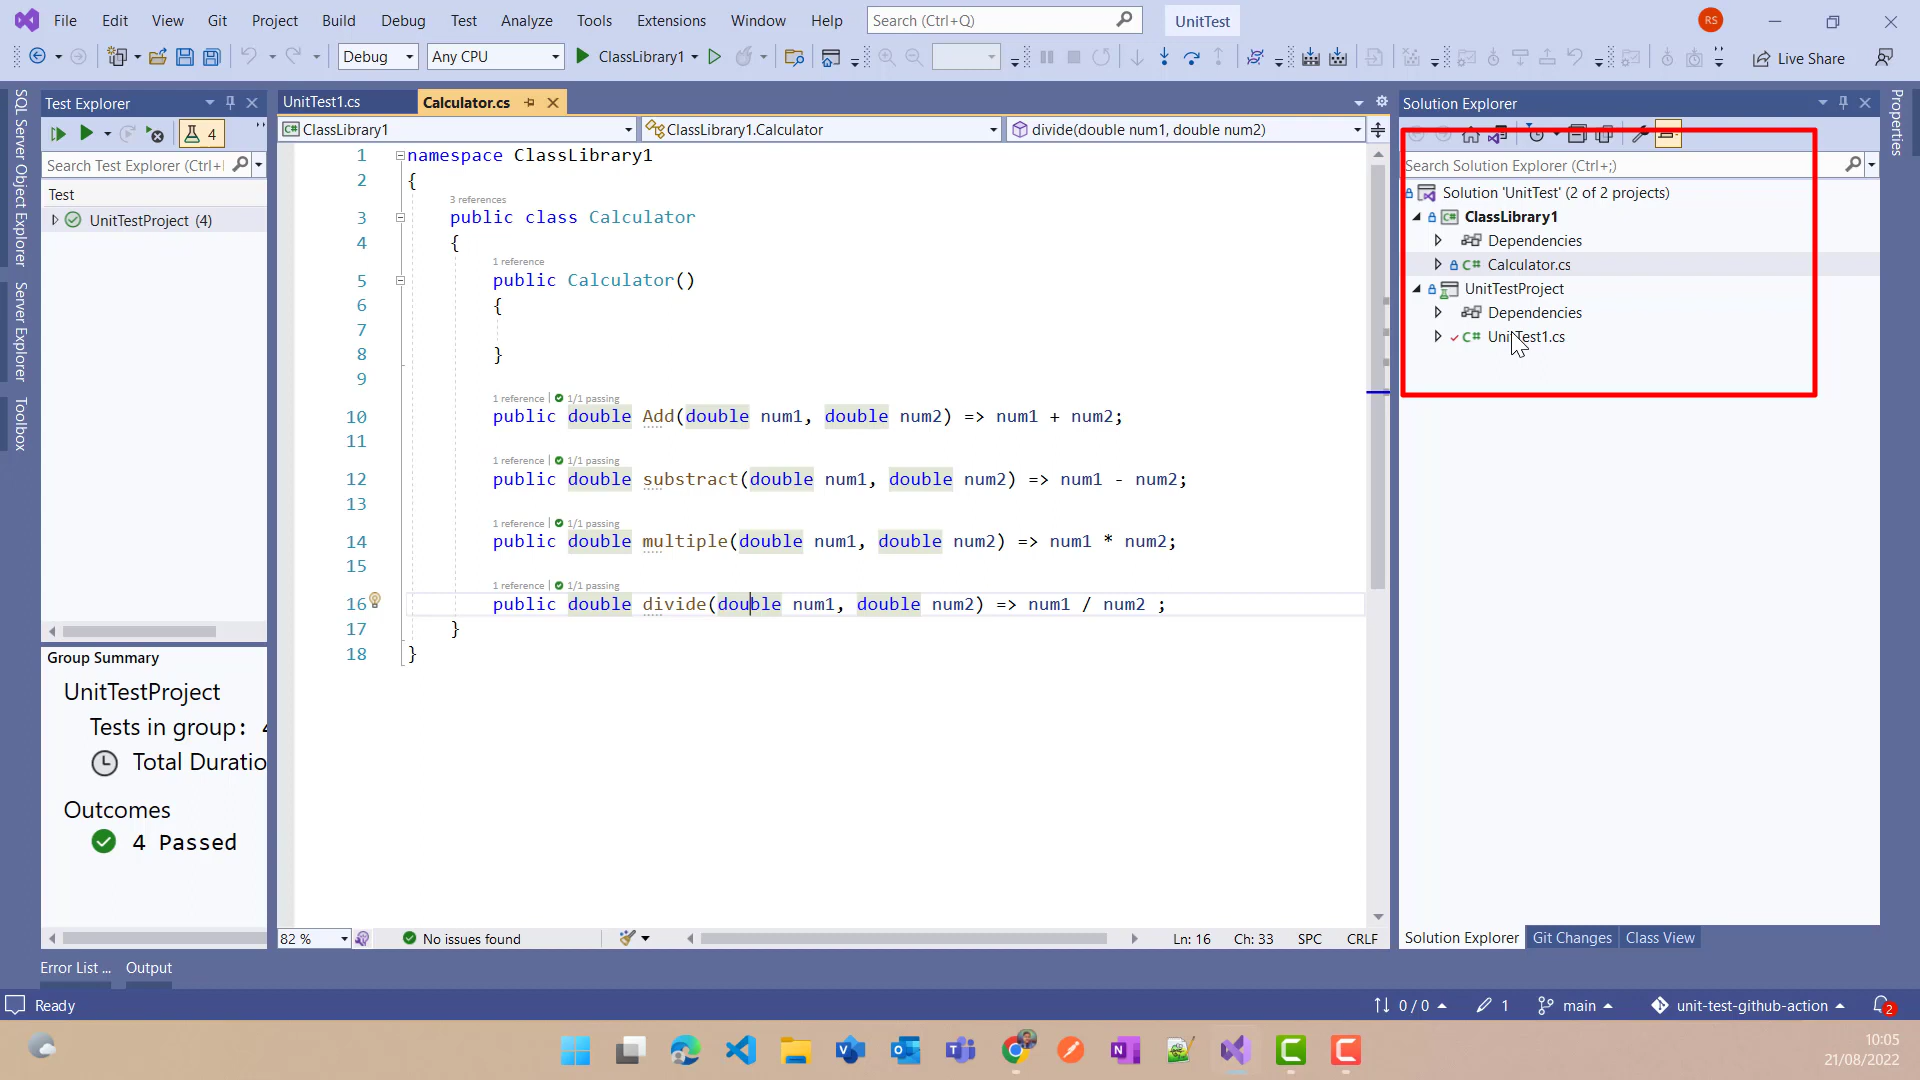 File Edit View Git Project Build Debug Test Analyze Tools Extensions Window Help Search (Ctrl+Q) UnitTest RS
Debug Any CPU ClassLibrary1 Live Share
SQL Server Object Explorer
Server Explorer
Toolbox
Test Explorer
4
Search Test Explorer (Ctrl+
Test
UnitTestProject (4)
Group Summary
UnitTestProject
Tests in group:
Total Duratio
Outcomes
4 Passed
UnitTest1.cs Calculator.cs
ClassLibrary1 ClassLibrary1.Calculator divide(double num1, double num2)
1 namespace ClassLibrary1
2 {
3 references
3 public class Calculator
4 {
1 reference
5 public Calculator()
6 {
7
8 }
9
1 reference | 1/1 passing
10 public double Add(double num1, double num2) => num1 + num2;
11
1 reference | 1/1 passing
12 public double substract(double num1, double num2) => num1 - num2;
13
1 reference | 1/1 passing
14 public double multiple(double num1, double num2) => num1 * num2;
15
1 reference | 1/1 passing
16 public double divide(double num1, double num2) => num1 / num2 ;
17 }
18 }
82 % No issues found Ln: 16 Ch: 33 SPC CRLF
Solution Explorer
Search Solution Explorer (Ctrl+;)
Solution 'UnitTest' (2 of 2 projects)
ClassLibrary1
Dependencies
C# Calculator.cs
UnitTestProject
Dependencies
C# UnitTest1.cs
Solution Explorer Git Changes Class View
Properties
Error List ... Output
Ready 0 / 0 1 main unit-test-github-action 2
10:05
21/08/2022